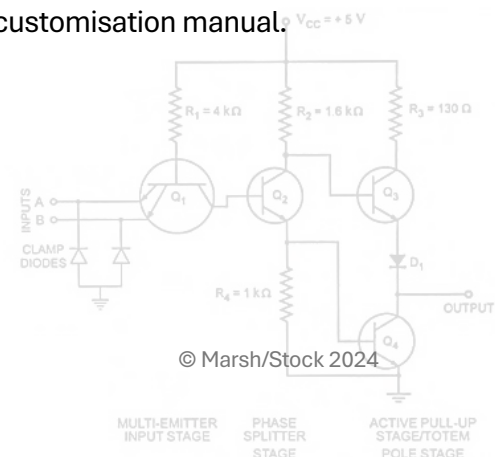 customisation manual.
V_CC = + 5 V
R₁ = 4 kΩ
R₂ = 1.6 kΩ
R₃ = 130 Ω
INPUTS
A
B
Q₁
Q₂
Q₃
CLAMP
DIODES
D₁
R₄ = 1 kΩ
OUTPUT
Q₄
© Marsh/Stock 2024
MULTI-EMITTER
INPUT STAGE
PHASE
SPLITTER
STAGE
ACTIVE PULL-UP
STAGE/TOTEM
POLE STAGE